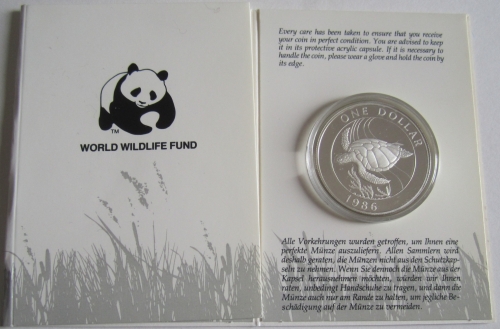 TM
WORLD WILDLIFE FUND
Every care has been taken to ensure that you receive
your coin in perfect condition. You are advised to keep
it in its protective acrylic capsule. If it is necessary to
handle the coin, please wear a glove and hold the coin by
its edge.
ONE DOLLAR
1986
Alle Vorkehrungen wurden getroffen, um Ihnen eine
perfekte Münze auszuliefern. Allen Sammlern wird
deshalb geraten, die Münzen nicht aus den Schutzkap-
seln zu nehmen. Wenn Sie dennoch die Münze aus der
Kapsel herausnehmen möchten, würden wir Ihnen
raten, unbedingt Handschuhe zu tragen, und dann die
Münze auch nur am Rande zu halten, um jegliche Be-
schädigung auf der Münze zu vermeiden.